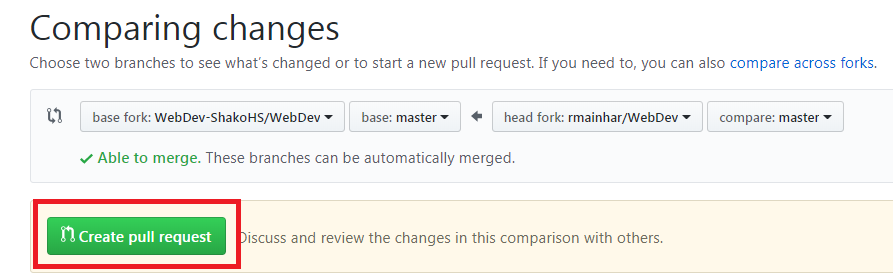 Comparing changes
Choose two branches to see what's changed or to start a new pull request. If you need to, you can also compare across forks.
base fork: WebDev-ShakoHS/WebDev base: master head fork: rmainhar/WebDev compare: master
Able to merge. These branches can be automatically merged.
Create pull request Discuss and review the changes in this comparison with others.